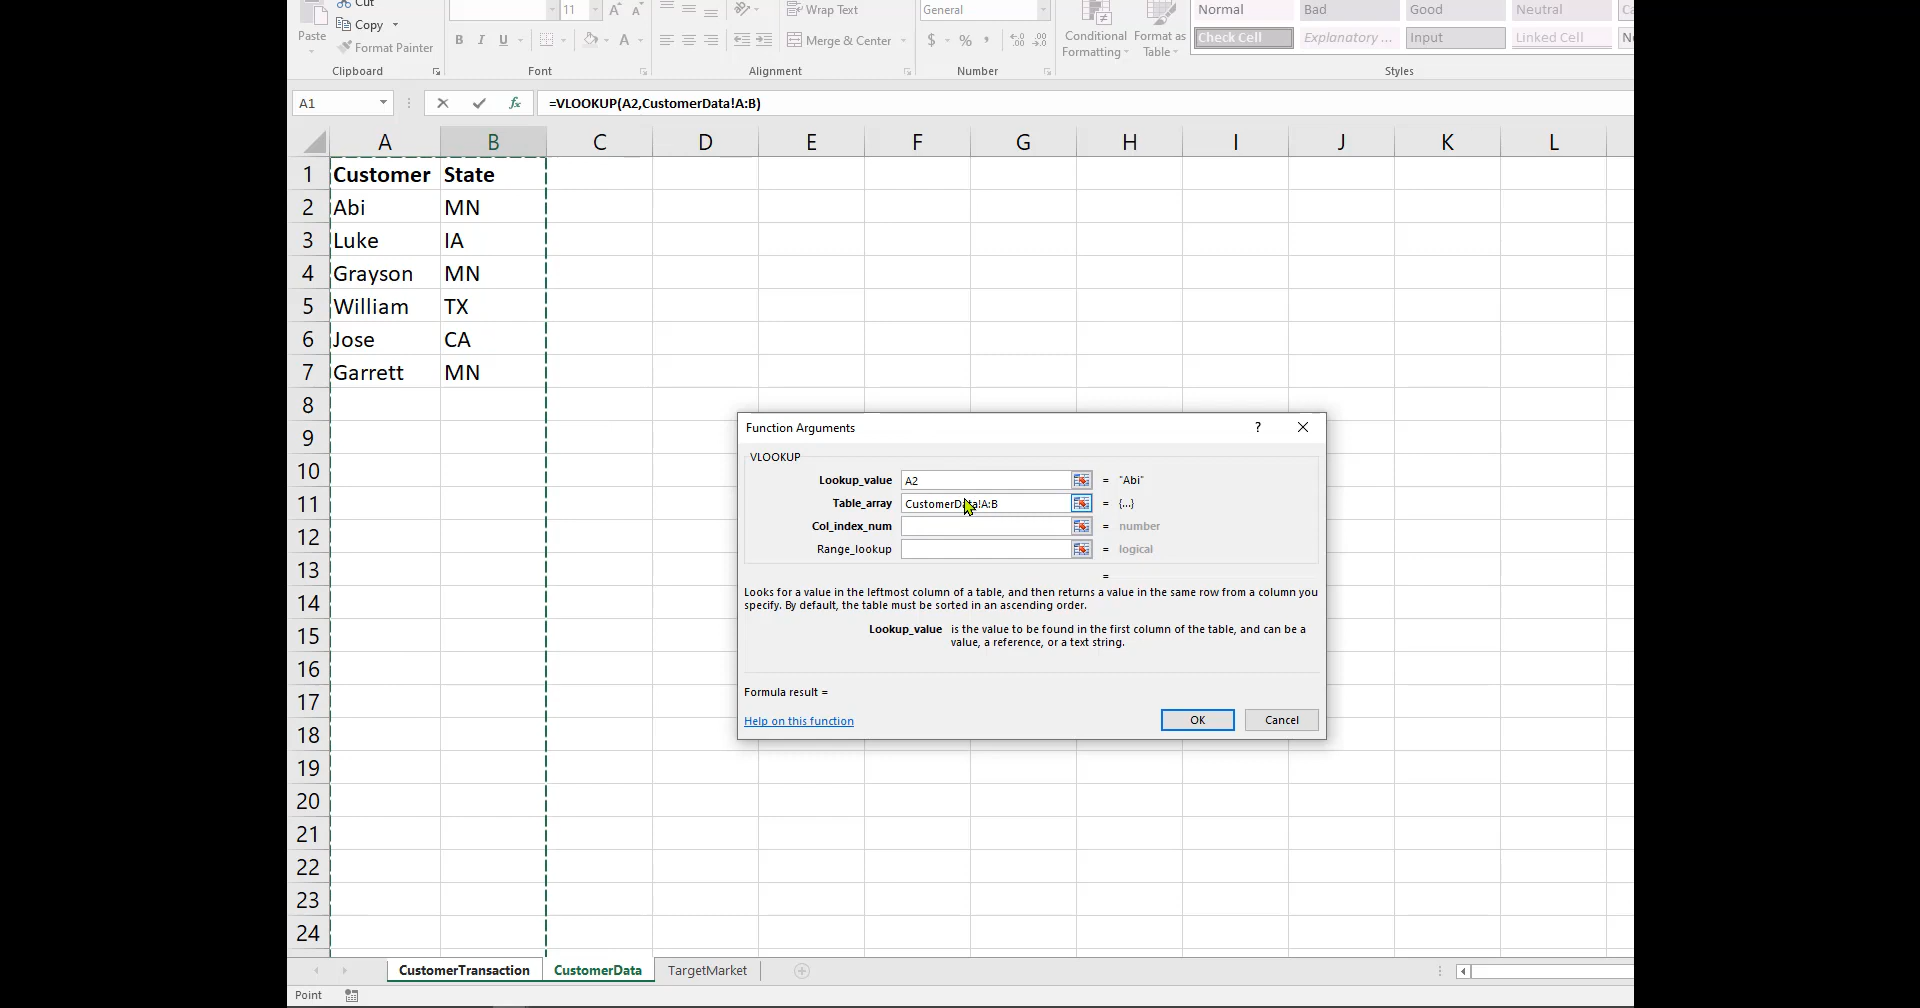 Cut
Copy
Paste
Format Painter
Clipboard
11
A
A
B
I
U
A
Font
Wrap Text
Merge & Center
Alignment
General
$ % ,
Number
Conditional
Formatting
Format as
Table
Normal
Bad
Good
Neutral
Check Cell
Explanatory ...
Input
Linked Cell
Styles
A1
fx
=VLOOKUP(A2,CustomerData!A:B)
A B C D E F G H I J K L
1 Customer State
2 Abi MN
3 Luke IA
4 Grayson MN
5 William TX
6 Jose CA
7 Garrett MN
8
9
10
11
12
13
14
15
16
17
18
19
20
21
22
23
24
Function Arguments
?
VLOOKUP
Lookup_value A2 = "Abi"
Table_array CustomerData!A:B = {...}
Col_index_num = number
Range_lookup = logical
=
Looks for a value in the leftmost column of a table, and then returns a value in the same row from a column you
specify. By default, the table must be sorted in an ascending order.
Lookup_value is the value to be found in the first column of the table, and can be a
value, a reference, or a text string.
Formula result =
Help on this function
OK
Cancel
CustomerTransaction
CustomerData
TargetMarket
Point